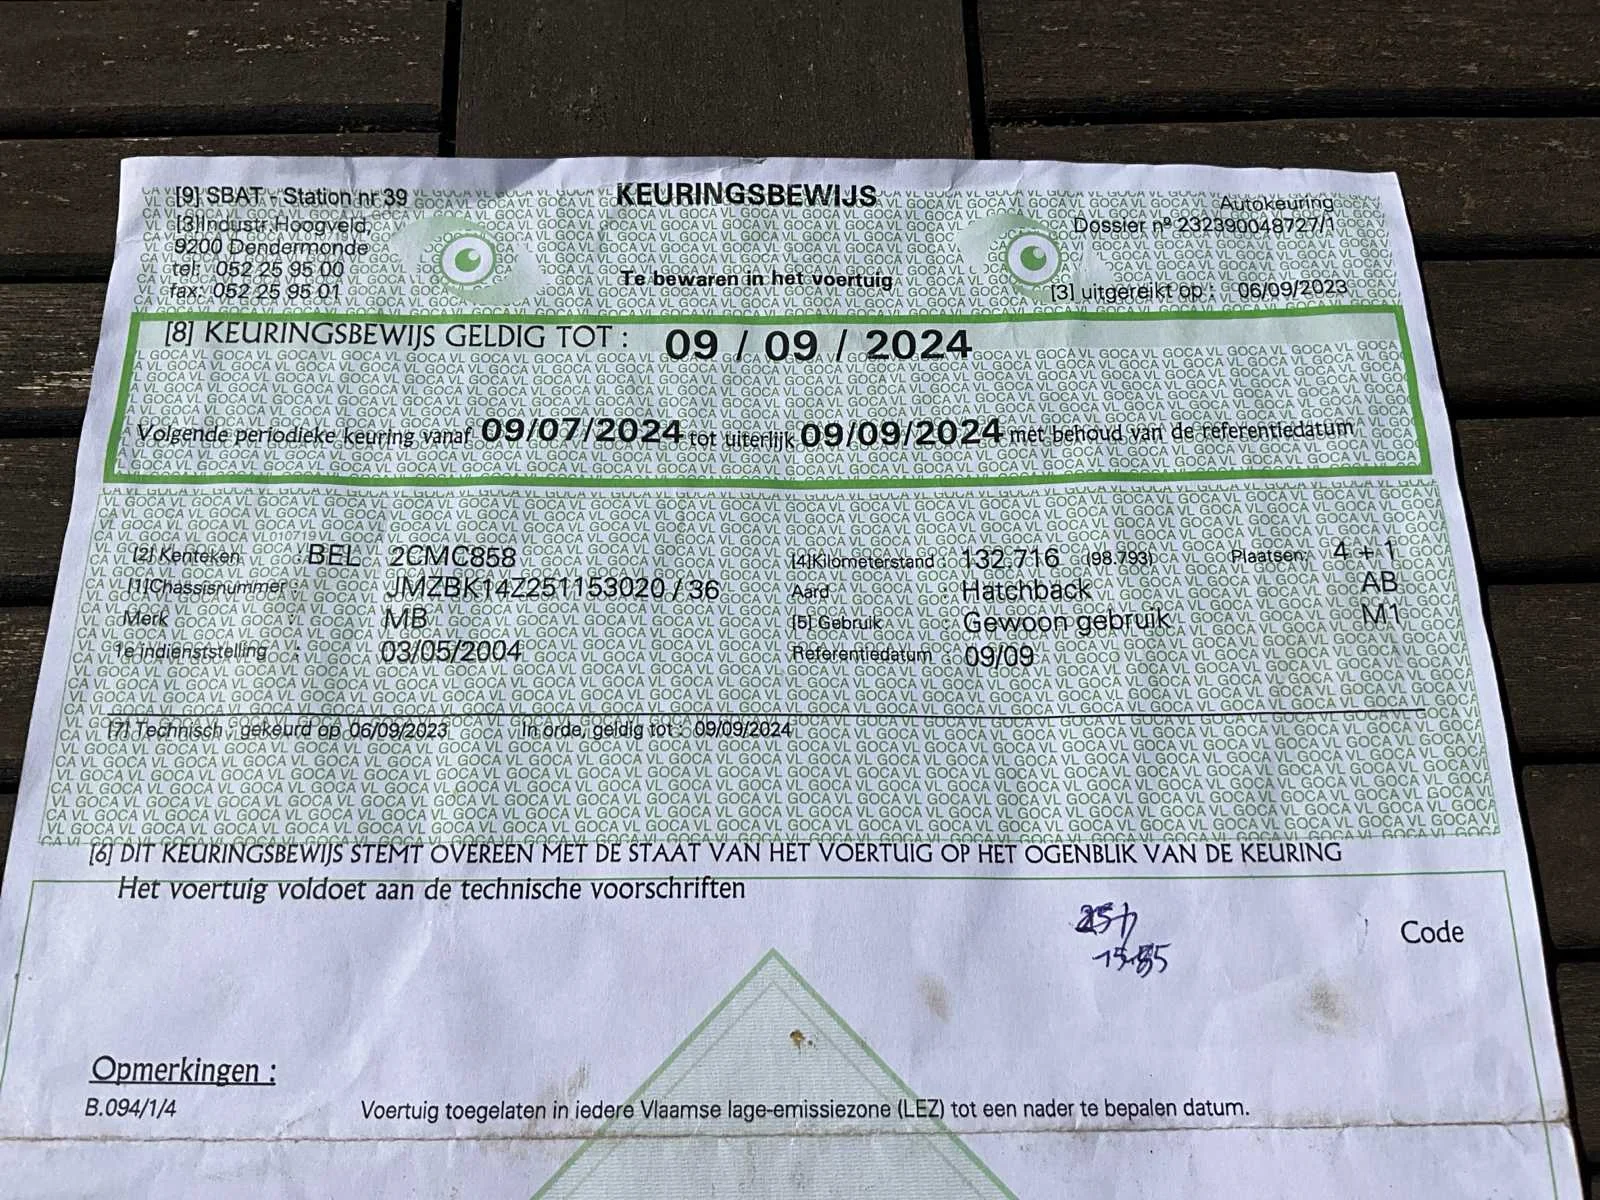 [9] SBAT - Station nr 39
[3] Industr.Hoogveld,
9200 Dendermonde
tel: 052 25 95 00
fax: 052 25 95 01
KEURINGSBEWIJS
Te bewaren in het voertuig
Autokeuring
Dossier nº 232390048727/1
[3] uitgereikt op : 06/09/2023
[8] KEURINGSBEWIJS GELDIG TOT : 09 / 09 / 2024
Volgende periodieke keuring vanaf 09/07/2024 tot uiterlijk 09/09/2024 met behoud van de referentiedatum
[2] Kenteken : BEL 2CMC858
[1]Chassisnummer : JMZBK14Z251153020 / 36
Merk : MB
1e indienststelling : 03/05/2004
[4]Kilometerstand : 132.716 (98.793) Plaatsen: 4 + 1
Aard : Hatchback AB
[5] Gebruik : Gewoon gebruik M1
Referentiedatum : 09/09
[7] Technisch : gekeurd op 06/09/2023 In orde, geldig tot : 09/09/2024
[6] DIT KEURINGSBEWIJS STEMT OVEREEN MET DE STAAT VAN HET VOERTUIG OP HET OGENBLIK VAN DE KEURING
Het voertuig voldoet aan de technische voorschriften
Code
Opmerkingen :
B.094/1/4 Voertuig toegelaten in iedere Vlaamse lage-emissiezone (LEZ) tot een nader te bepalen datum.